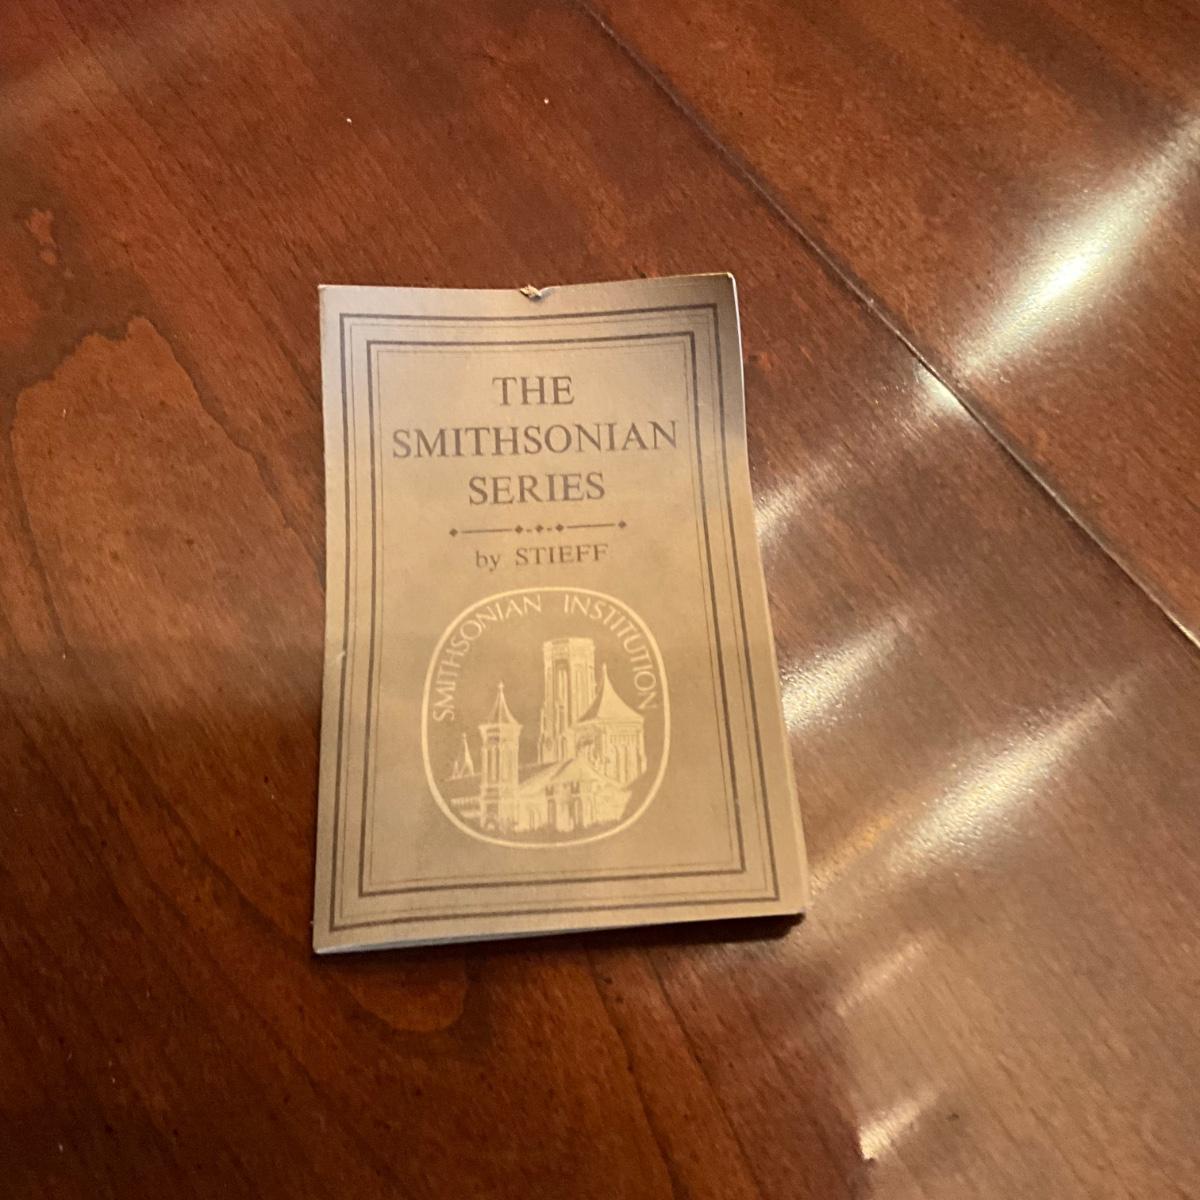 THE
SMITHSONIAN
SERIES
by STIEFF
SMITHSONIAN INSTITUTION